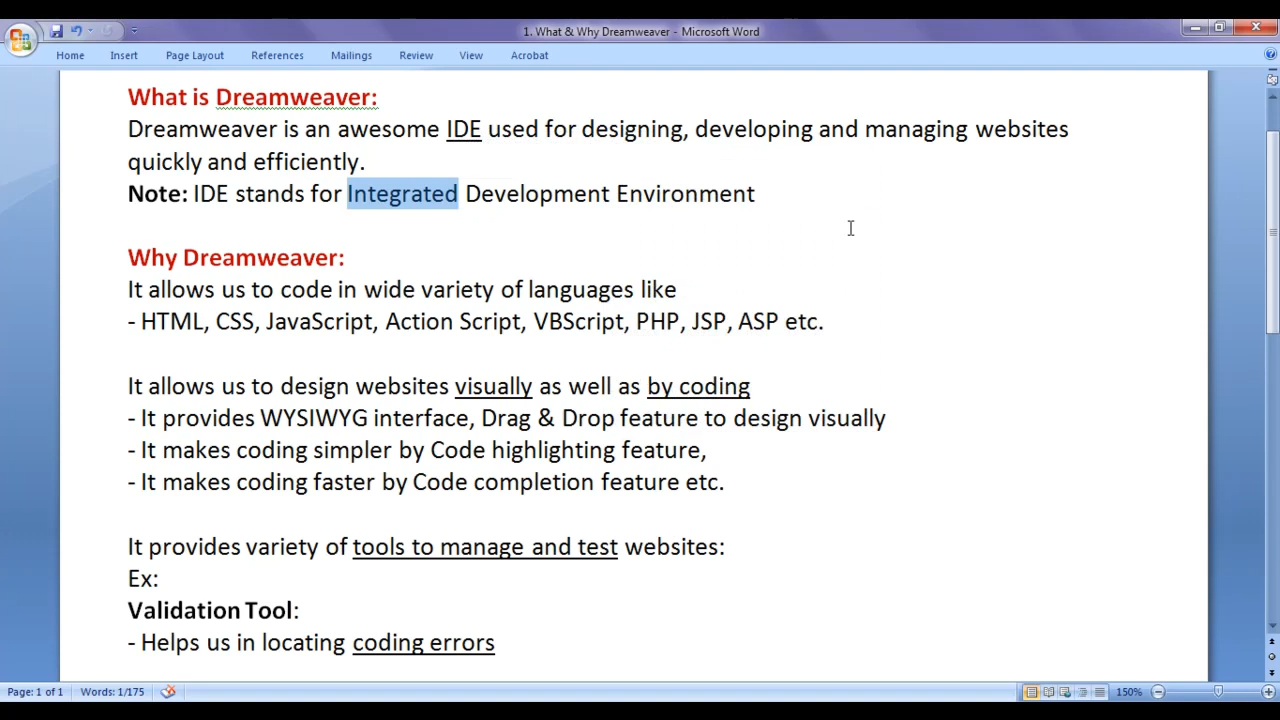 1. What & Why Dreamweaver - Microsoft Word
Home Insert Page Layout References Mailings Review View Acrobat
What is Dreamweaver:
Dreamweaver is an awesome IDE used for designing, developing and managing websites
quickly and efficiently.
Note: IDE stands for Integrated Development Environment
Why Dreamweaver:
It allows us to code in wide variety of languages like
- HTML, CSS, JavaScript, Action Script, VBScript, PHP, JSP, ASP etc.
It allows us to design websites visually as well as by coding
- It provides WYSIWYG interface, Drag & Drop feature to design visually
- It makes coding simpler by Code highlighting feature,
- It makes coding faster by Code completion feature etc.
It provides variety of tools to manage and test websites:
Ex:
Validation Tool:
- Helps us in locating coding errors
Page: 1 of 1 Words: 1/175 150%